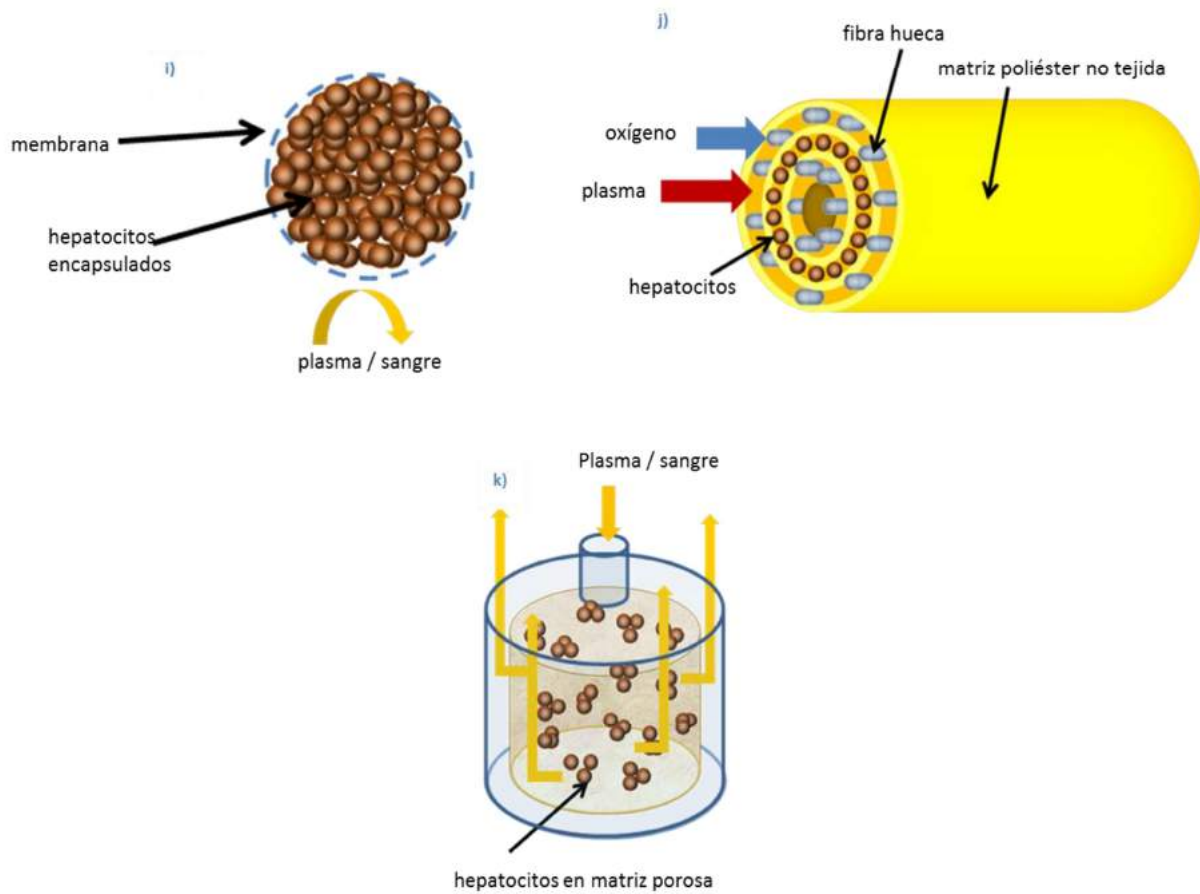 i)
membrana
hepatocitos
encapsulados
plasma / sangre
j)
fibra hueca
matriz poliéster no tejida
oxígeno
plasma
hepatocitos
k)
Plasma / sangre
hepatocitos en matriz porosa